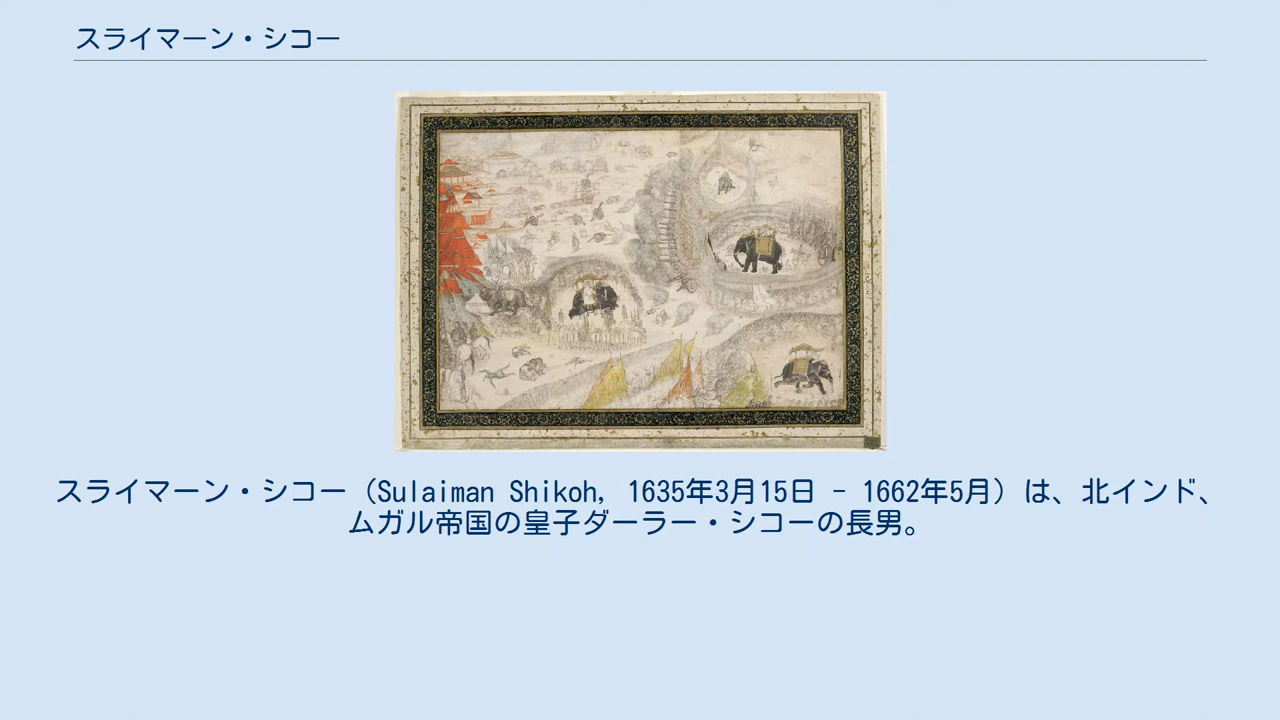 スライマーン・シコー
スライマーン・シコー（Sulaiman Shikoh, 1635年3月15日 - 1662年5月）は、北インド、
ムガル帝国の皇子ダーラー・シコーの長男。